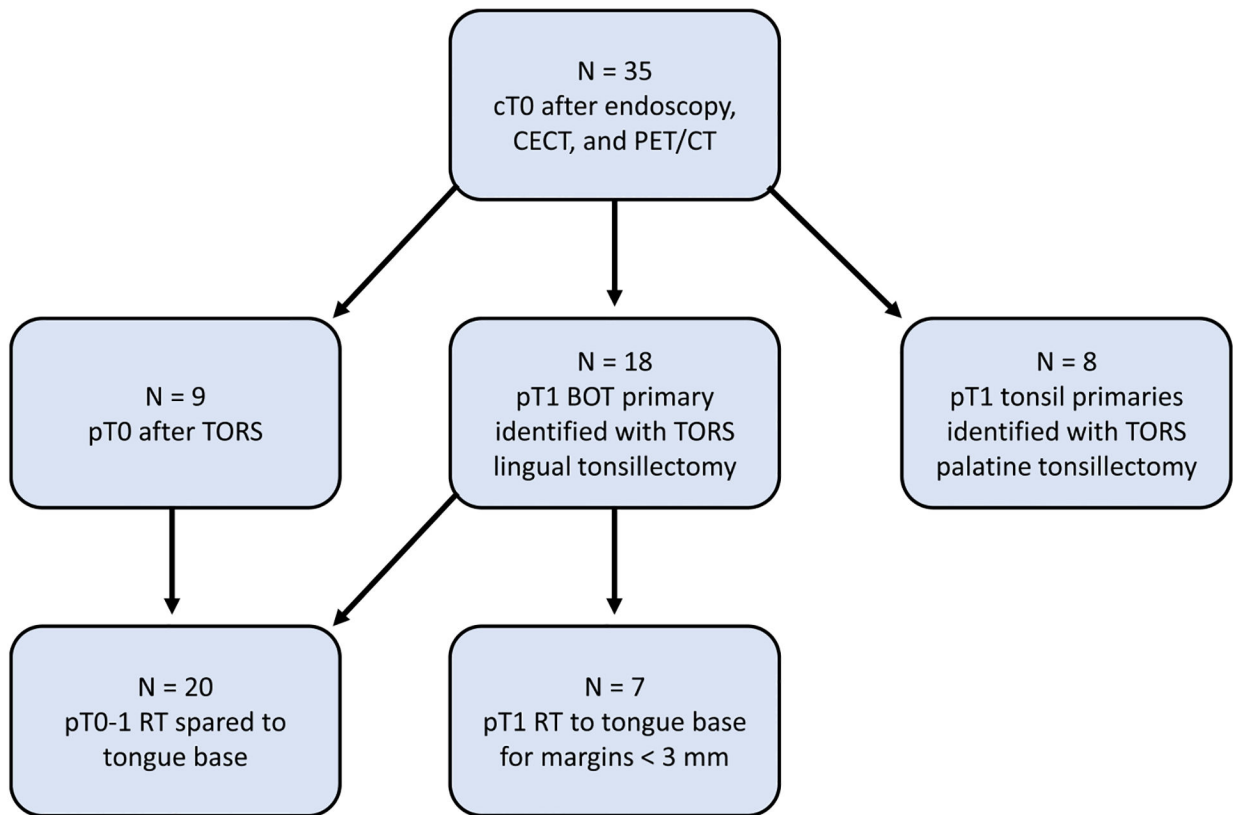 N = 35
cT0 after endoscopy,
CECT, and PET/CT
N = 9
pT0 after TORS
N = 18
pT1 BOT primary
identified with TORS
lingual tonsillectomy
N = 8
pT1 tonsil primaries
identified with TORS
palatine tonsillectomy
N = 20
pT0-1 RT spared to
tongue base
N = 7
pT1 RT to tongue base
for margins < 3 mm